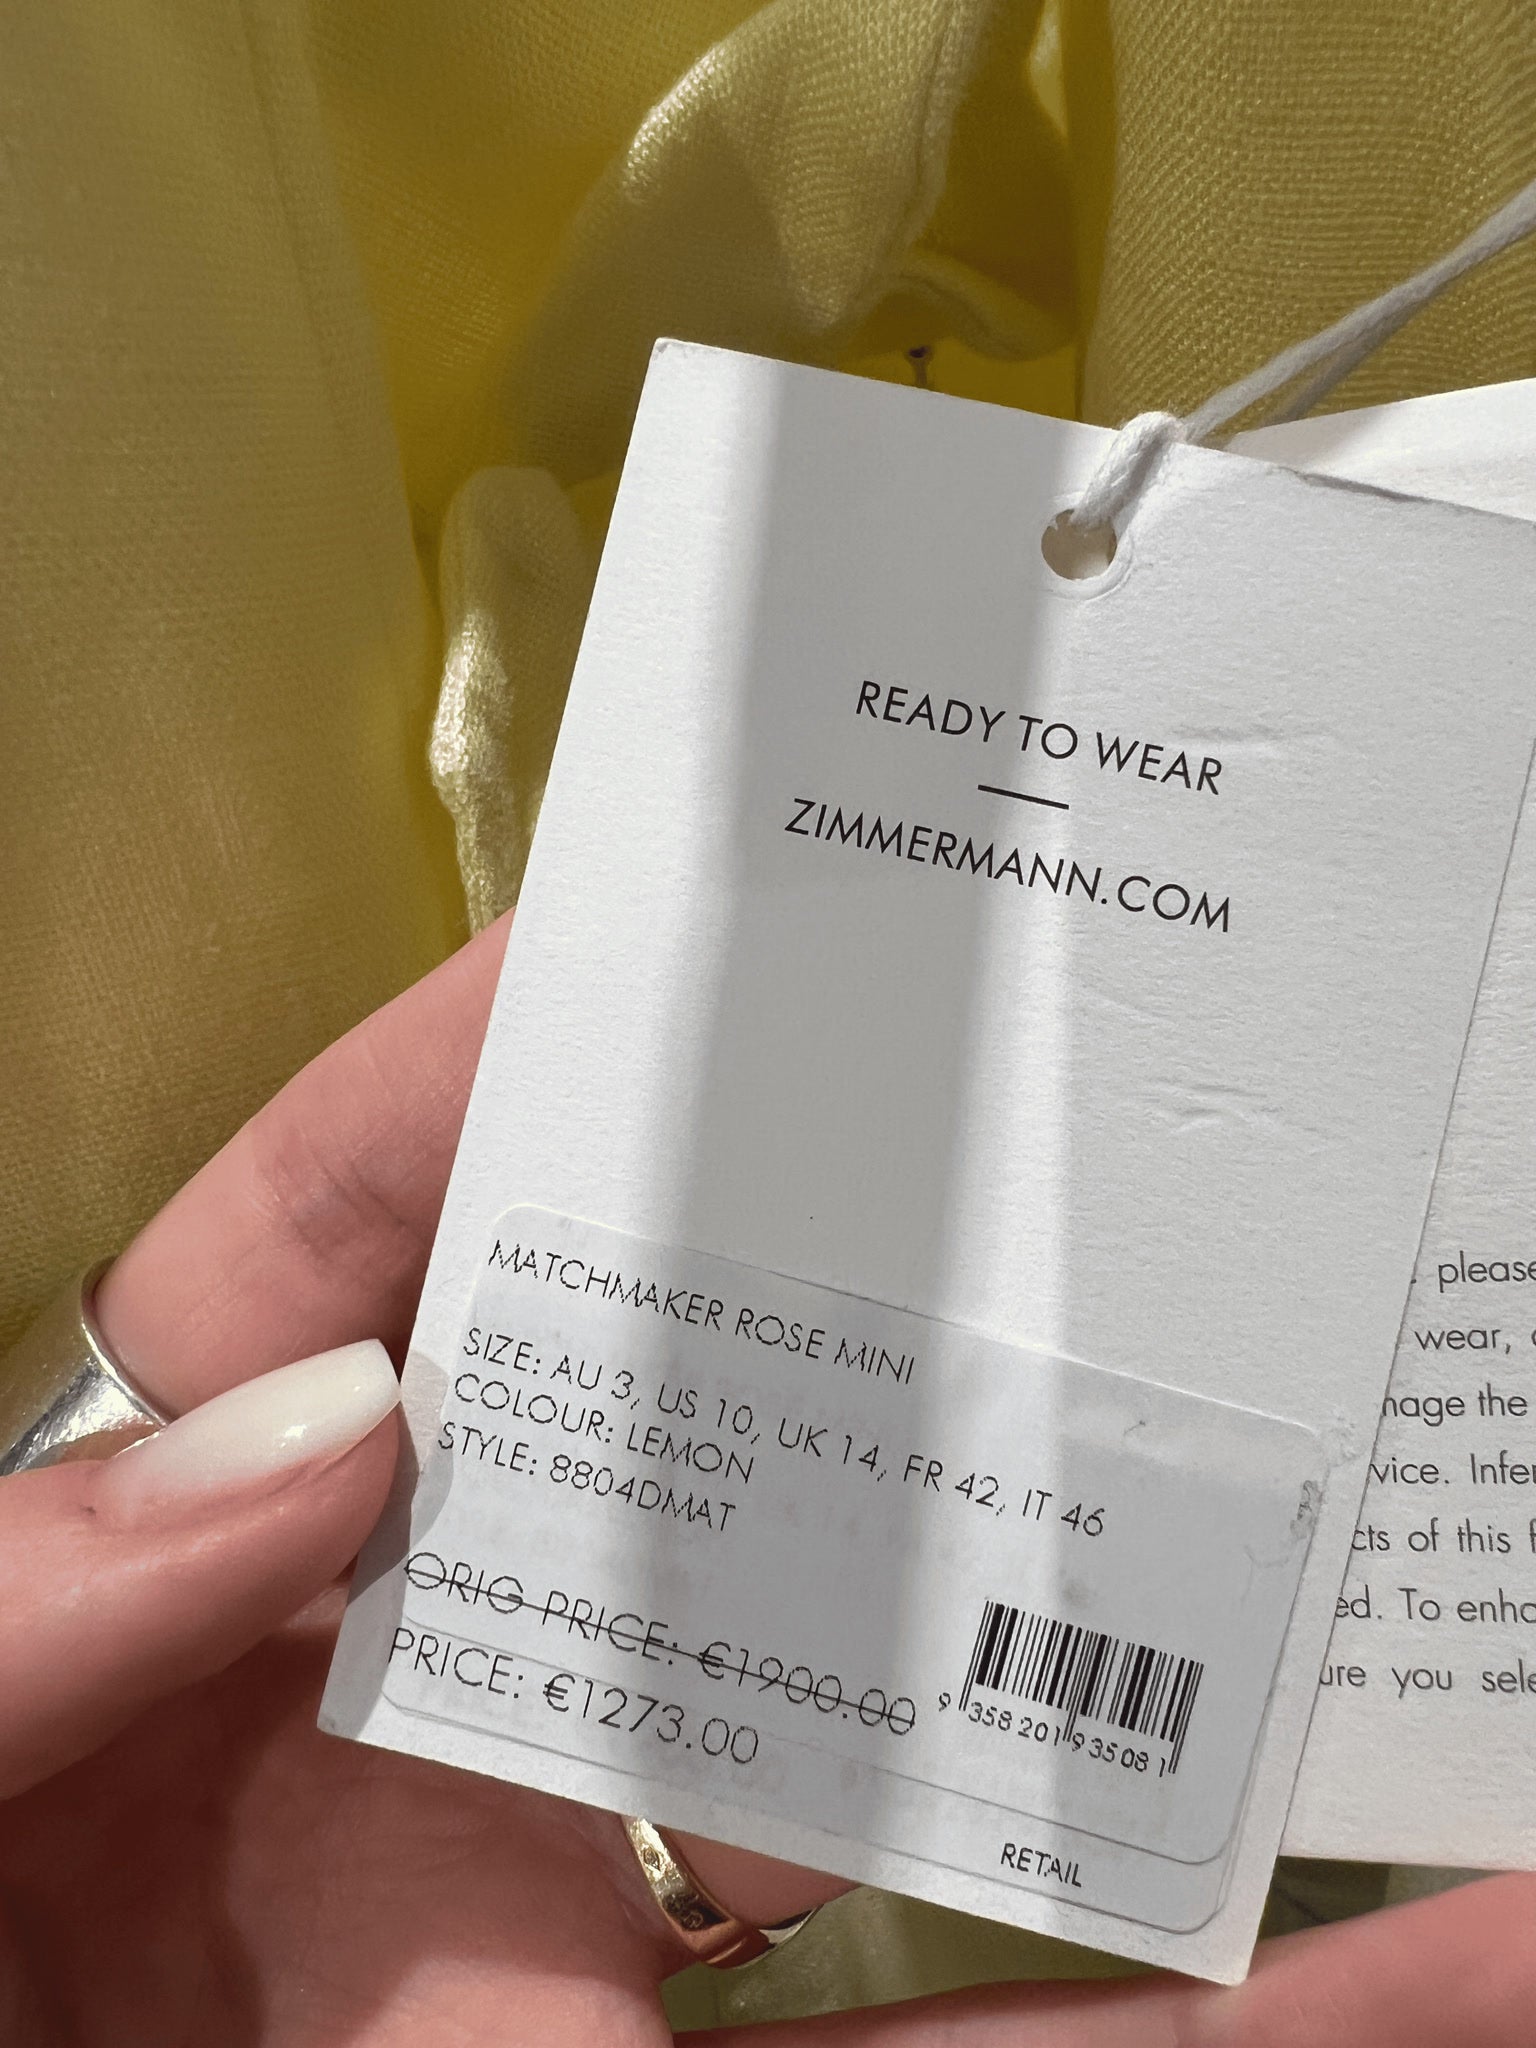 READY TO WEAR
ZIMMERMANN.COM
MATCHMAKER ROSE MINI
SIZE: AU 3, US 10, UK 14, FR 42, IT 46
COLOUR: LEMON
STYLE: 8804DMAT
ORIG PRICE: €1900.00
PRICE: €1273.00
9 358201 935081
RETAIL
. please
wear,
the
vice. Infer
cts of this f
ed. To enha
ure you sele